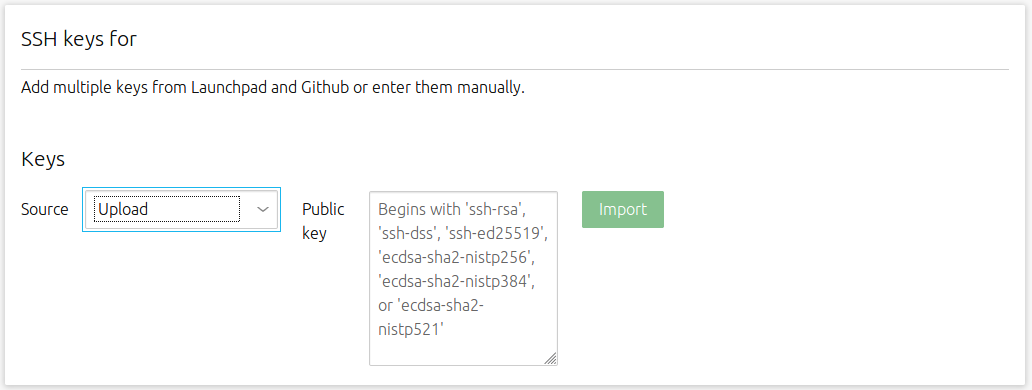 SSH keys for
Add multiple keys from Launchpad and Github or enter them manually.
Keys
Source
Upload
Public
key
Begins with 'ssh-rsa',
'ssh-dss', 'ssh-ed25519',
'ecdsa-sha2-nistp256',
'ecdsa-sha2-nistp384',
or 'ecdsa-sha2-
nistp521'
Import